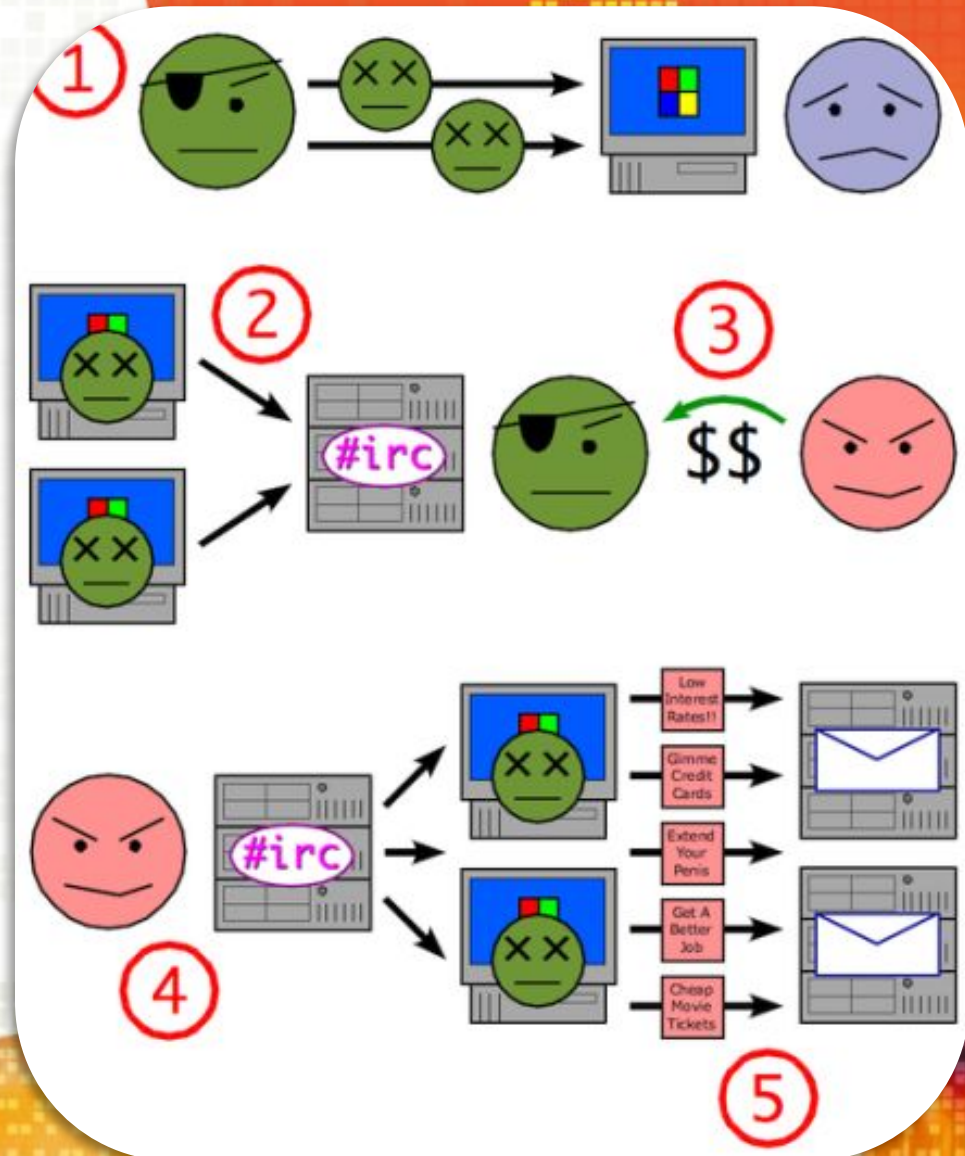 1
2
3
#irc
$$
#irc
Low
Interest
Rates!!
Gimme
Credit
Cards
Extend
Your
Penis
Get A
Better
Job
Cheap
Movie
Tickets
4
5